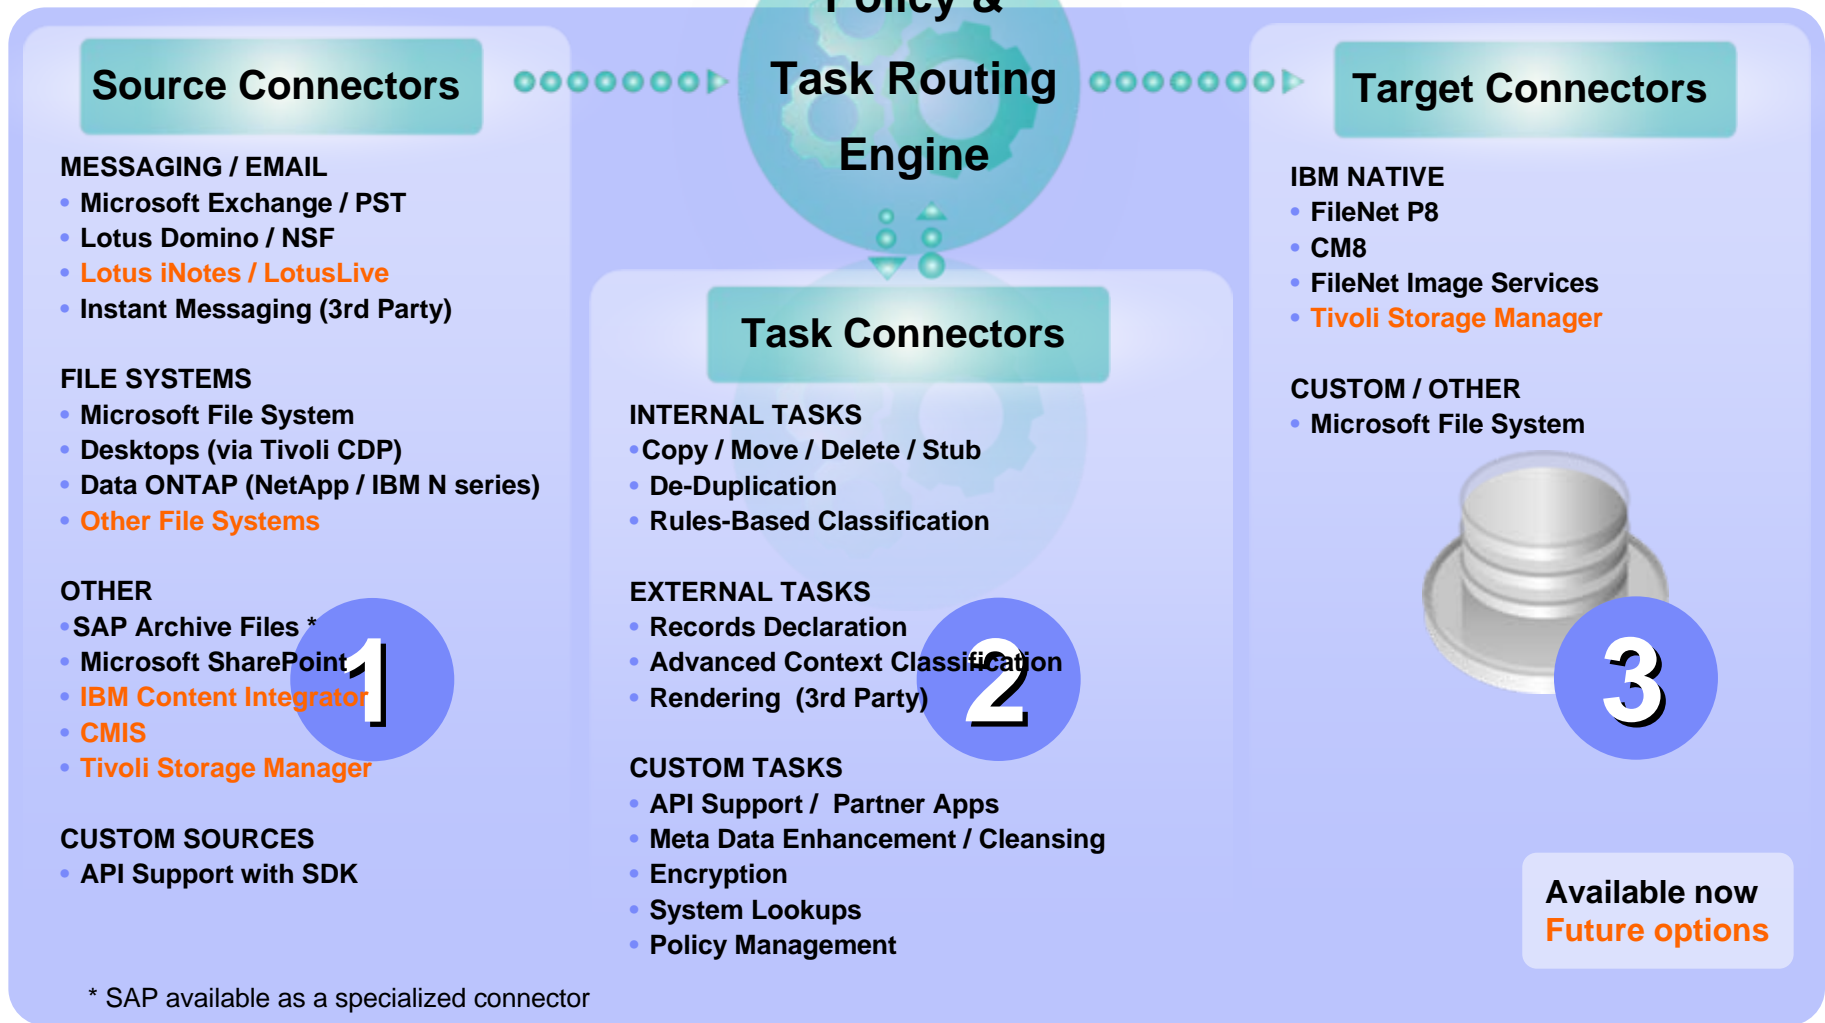 Policy &
Task Routing
Engine
Source Connectors
MESSAGING / EMAIL
• Microsoft Exchange / PST
• Lotus Domino / NSF
• Lotus iNotes / LotusLive
• Instant Messaging (3rd Party)
FILE SYSTEMS
• Microsoft File System
• Desktops (via Tivoli CDP)
• Data ONTAP (NetApp / IBM N series)
• Other File Systems
OTHER
• SAP Archive Files *
• Microsoft SharePoint
• IBM Content Integrator
• CMIS
• Tivoli Storage Manager
1
CUSTOM SOURCES
• API Support with SDK
Task Connectors
INTERNAL TASKS
• Copy / Move / Delete / Stub
• De-Duplication
• Rules-Based Classification
EXTERNAL TASKS
• Records Declaration
• Advanced Context Classification
• Rendering (3rd Party)
2
CUSTOM TASKS
• API Support / Partner Apps
• Meta Data Enhancement / Cleansing
• Encryption
• System Lookups
• Policy Management
Target Connectors
IBM NATIVE
• FileNet P8
• CM8
• FileNet Image Services
• Tivoli Storage Manager
CUSTOM / OTHER
• Microsoft File System
3
Available now
Future options
* SAP available as a specialized connector